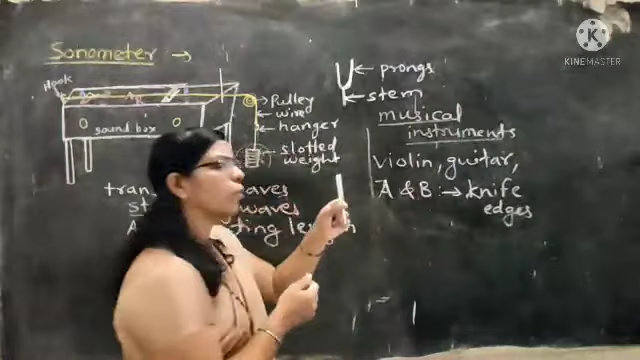 Sonometer →
Hook
sound box
Pulley
wire
hanger
slotted
weight
tran
aves
st
waves
A
ting length
prongs
stem
musical
instruments
violin, guitar,
A & B :→ knife
edges
K
KINEMASTER